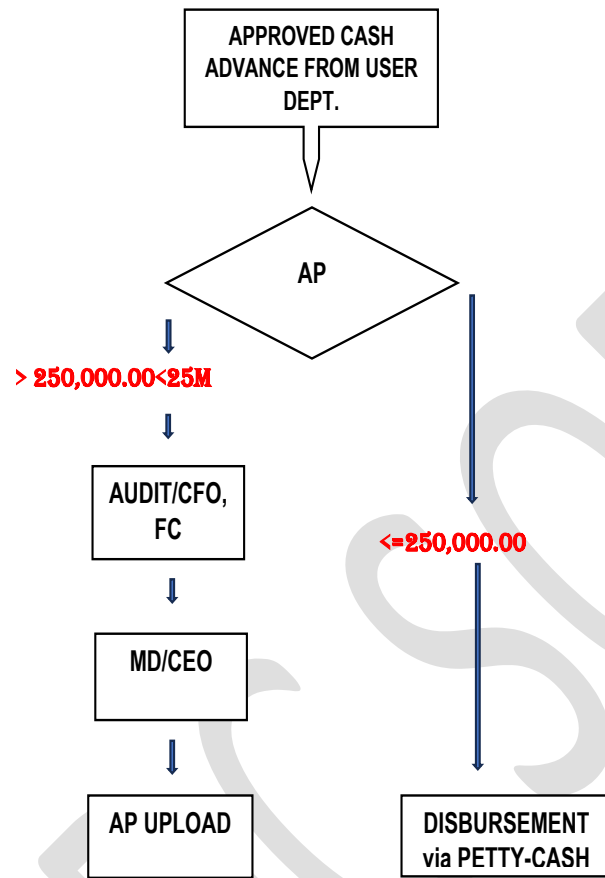 APPROVED CASH
ADVANCE FROM USER
DEPT.
AP
> 250,000.00<25M
AUDIT/CFO,
FC
<=250,000.00
MD/CEO
AP UPLOAD
DISBURSEMENT
via PETTY-CASH